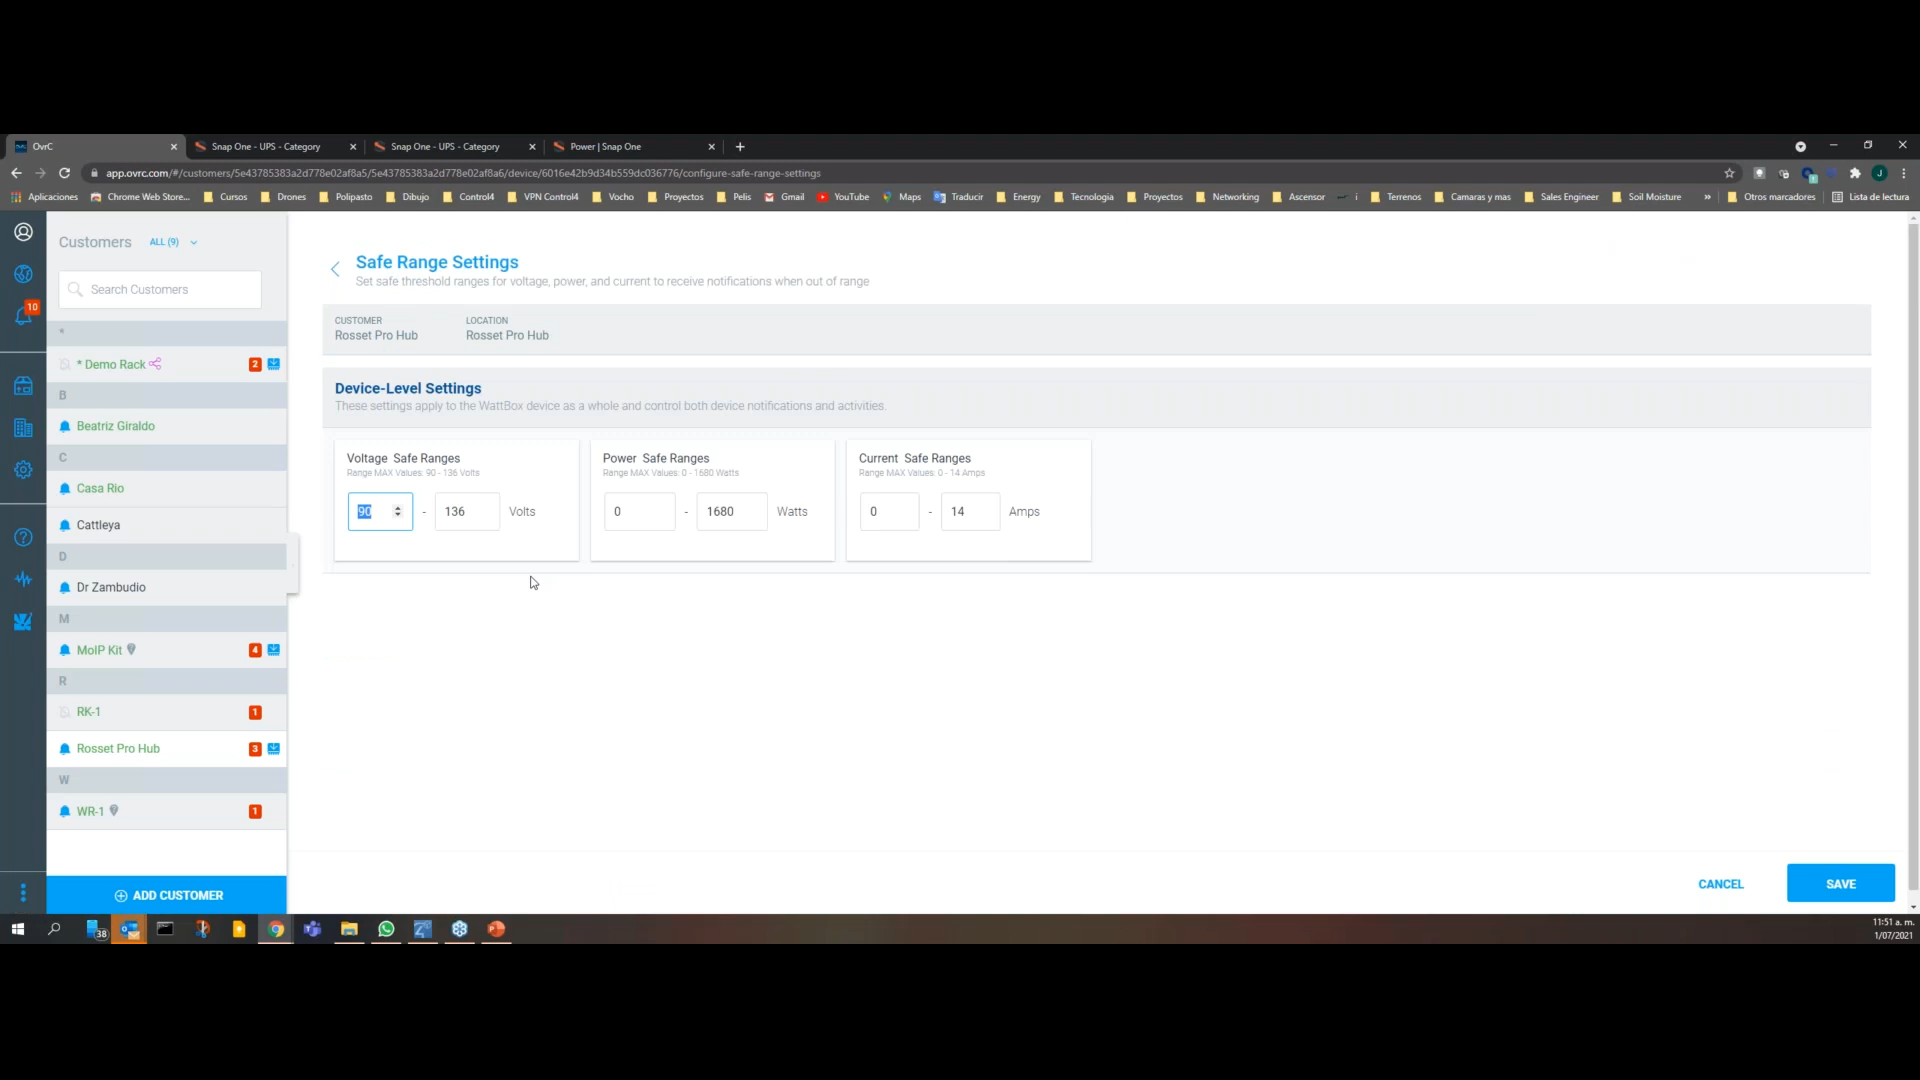 OvrC
Snap One - UPS - Category
Snap One - UPS - Category
Power | Snap One
app.ovrc.com/#/customers/5e43785383a2d778e02af8a5/5e43785383a2d778e02af8a6/device/6016e42b9d34b559dc036776/configure-safe-range-settings
Aplicaciones
Chrome Web Store...
Cursos
Drones
Polipasto
Dibujo
Control4
VPN Control4
Vocho
Proyectos
Pelis
Gmail
YouTube
Maps
Traducir
Energy
Tecnologia
Proyectos
Networking
Ascensor
i
Terrenos
Camaras y mas
Sales Engineer
Soil Moisture
»
Otros marcadores
Lista de lectura
J
10
Customers ALL (9)
Search Customers
*
* Demo Rack 2
B
Beatriz Giraldo
C
Casa Rio
Cattleya
D
Dr Zambudio
M
MoIP Kit 4
R
RK-1 1
Rosset Pro Hub 3
W
WR-1 1
ADD CUSTOMER
Safe Range Settings
Set safe threshold ranges for voltage, power, and current to receive notifications when out of range
CUSTOMER LOCATION
Rosset Pro Hub Rosset Pro Hub
Device-Level Settings
These settings apply to the WattBox device as a whole and control both device notifications and activities.
Voltage Safe Ranges
Range MAX Values: 90 - 136 Volts
90 - 136 Volts
Power Safe Ranges
Range MAX Values: 0 - 1680 Watts
0 - 1680 Watts
Current Safe Ranges
Range MAX Values: 0 - 14 Amps
0 - 14 Amps
CANCEL SAVE
38
11:51 a. m.
1/07/2021